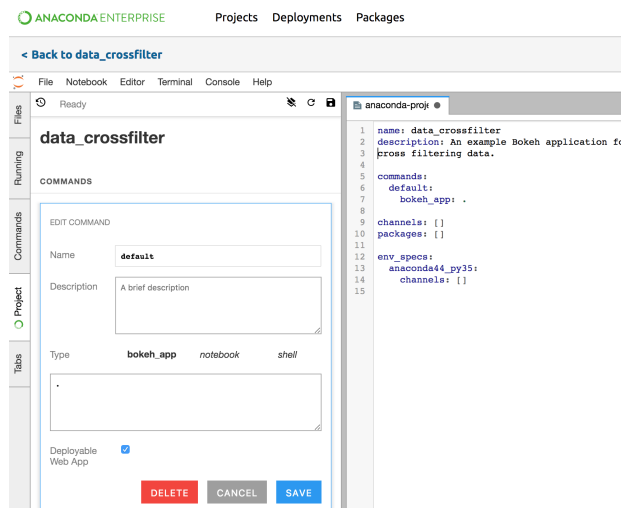 ANACONDA ENTERPRISE Projects Deployments Packages
< Back to data_crossfilter
File Notebook Editor Terminal Console Help
Files
Running
Commands
Project
Tabs
Ready
data_crossfilter
COMMANDS
EDIT COMMAND
Name default
Description A brief description
Type bokeh_app notebook shell
.
Deployable
Web App
DELETE CANCEL SAVE
anaconda-proje
1 name: data_crossfilter
2 description: An example Bokeh application fo
3 cross filtering data.
4
5 commands:
6 default:
7 bokeh_app: .
8
9 channels: []
10 packages: []
11
12 env_specs:
13 anaconda44_py35:
14 channels: []
15